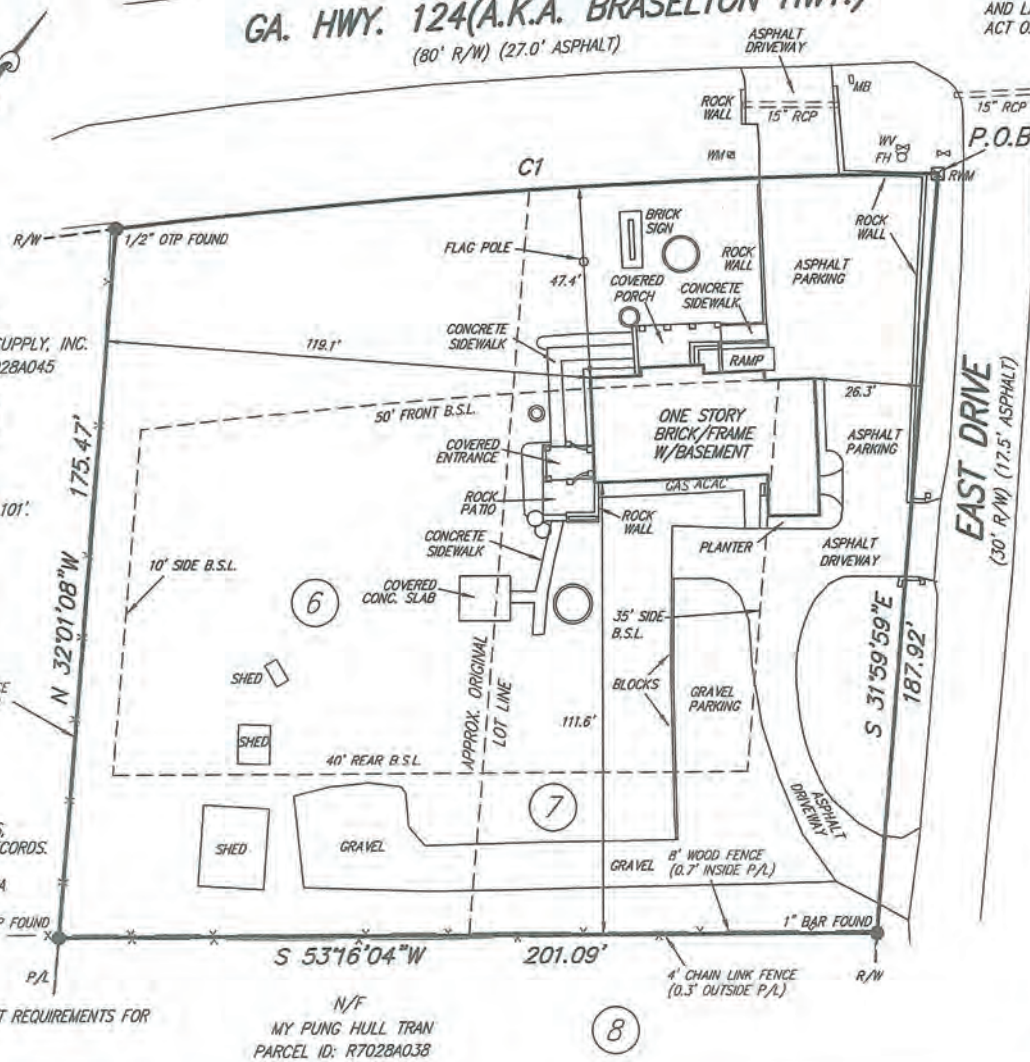 GA. HWY. 124(A.K.A. BRASELTON HWY.)
(80' R/W) (27.0' ASPHALT)
ASPHALT
DRIVEWAY
ACT
ROCK
WALL
15" RCP
MB
15" RCP
WV
FH
WM
P.O.B
RWM
C1
R/W
1/2" OTP FOUND
FLAG POLE
47.4'
BRICK
SIGN
ROCK
WALL
COVERED
PORCH
CONCRETE
SIDEWALK
ROCK
WALL
ASPHALT
PARKING
SUPPLY, INC.
28A045
119.1'
CONCRETE
SIDEWALK
RAMP
26.3'
50' FRONT B.S.L.
ONE STORY
BRICK/FRAME
W/BASEMENT
ASPHALT
PARKING
COVERED
ENTRANCE
GAS ACAC
ROCK
PATIO
ROCK
WALL
EAST DRIVE
(30' R/W) (17.5' ASPHALT)
N 32°01'08"W
175.47'
101'.
CONCRETE
SIDEWALK
PLANTER
ASPHALT
DRIVEWAY
10' SIDE B.S.L.
COVERED
CONC. SLAB
6
35' SIDE
B.S.L.
S 31°59'59"E
187.92'
SHED
APPROX. ORIGINAL
LOT LINE
BLOCKS
GRAVEL
PARKING
111.6'
SHED
40' REAR B.S.L.
7
ASPHALT
DRIVEWAY
CORDS.
SHED
GRAVEL
GRAVEL
8' WOOD FENCE
(0.7' INSIDE P/L)
FOUND
1" BAR FOUND
S 53°16'04"W
201.09'
P/L
4' CHAIN LINK FENCE
(0.3' OUTSIDE P/L)
R/W
REQUIREMENTS FOR
N/F
MY PUNG HULL TRAN
PARCEL ID: R7028A038
8